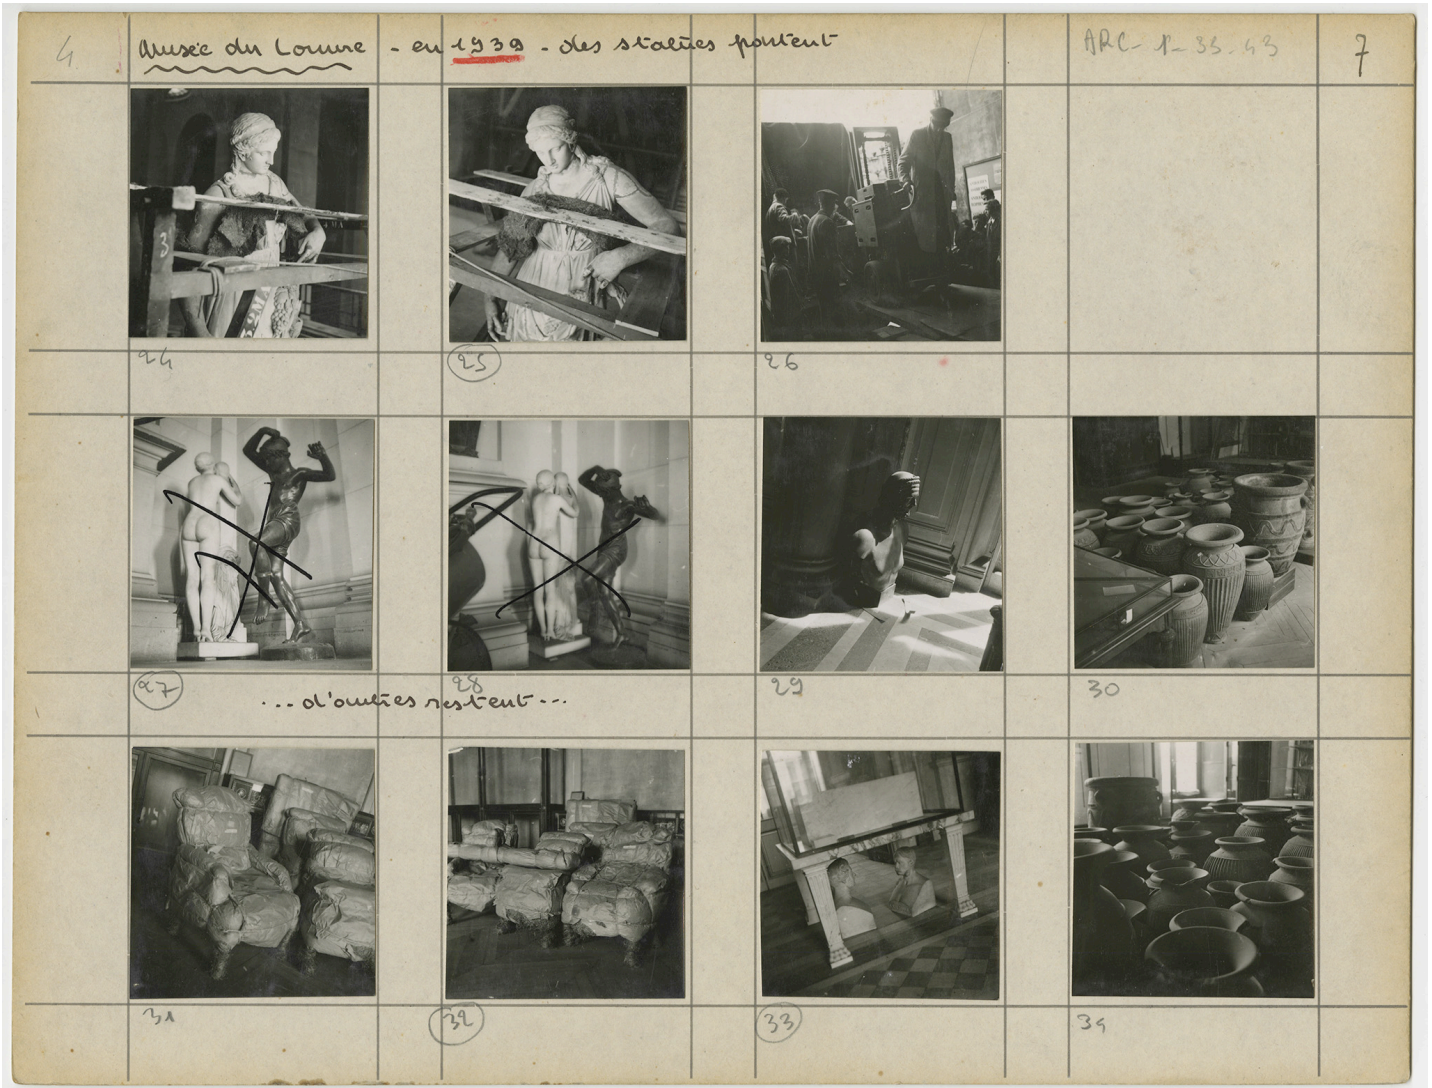 4 Musée du Louvre - en 1939 - des statues partent ARC-P-33-43 7
3
24 25 26
27 28 29 30
...d'autres restent...
31 32 33 34